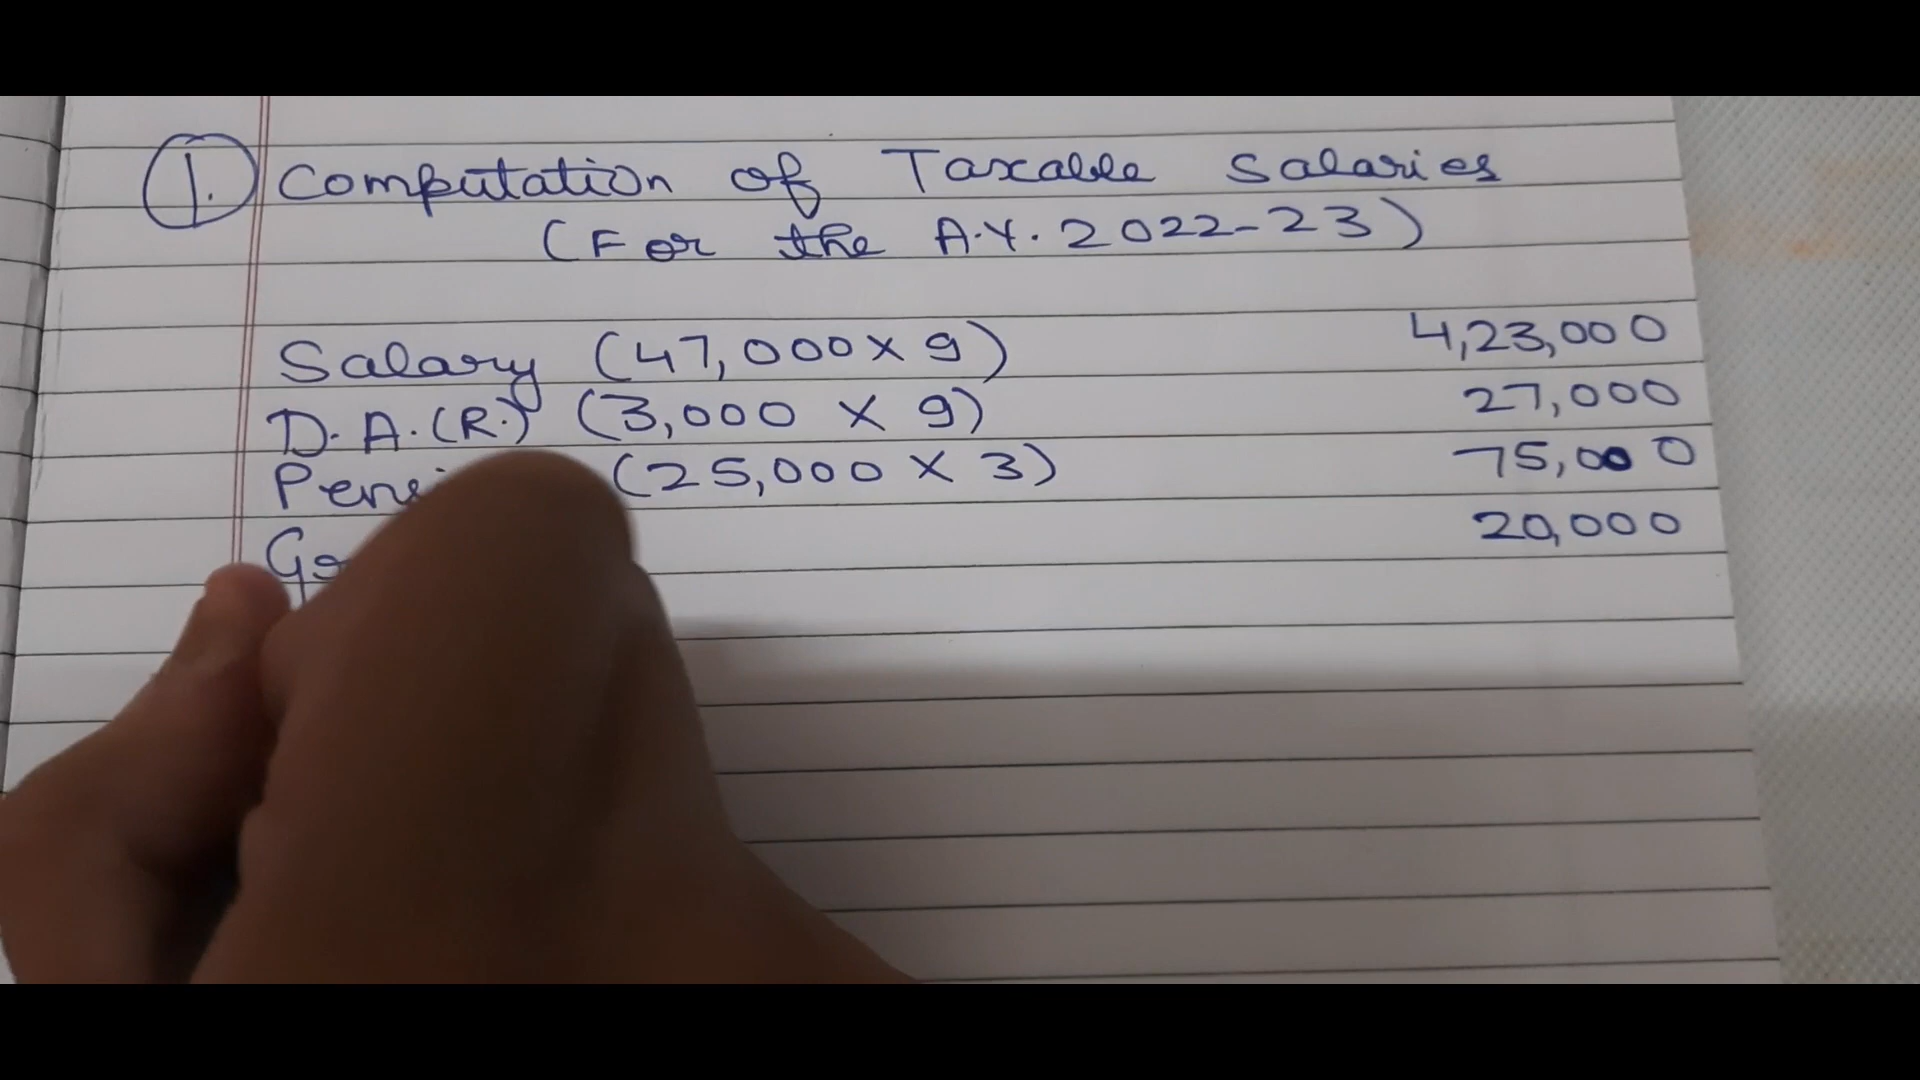 1. Computation of Taxable Salaries
(For the A.Y. 2022-23)
Salary (47,000 x 9) 4,23,000
D.A.(R.) (3,000 x 9) 27,000
(25,000 x 3) 75,000
20,000